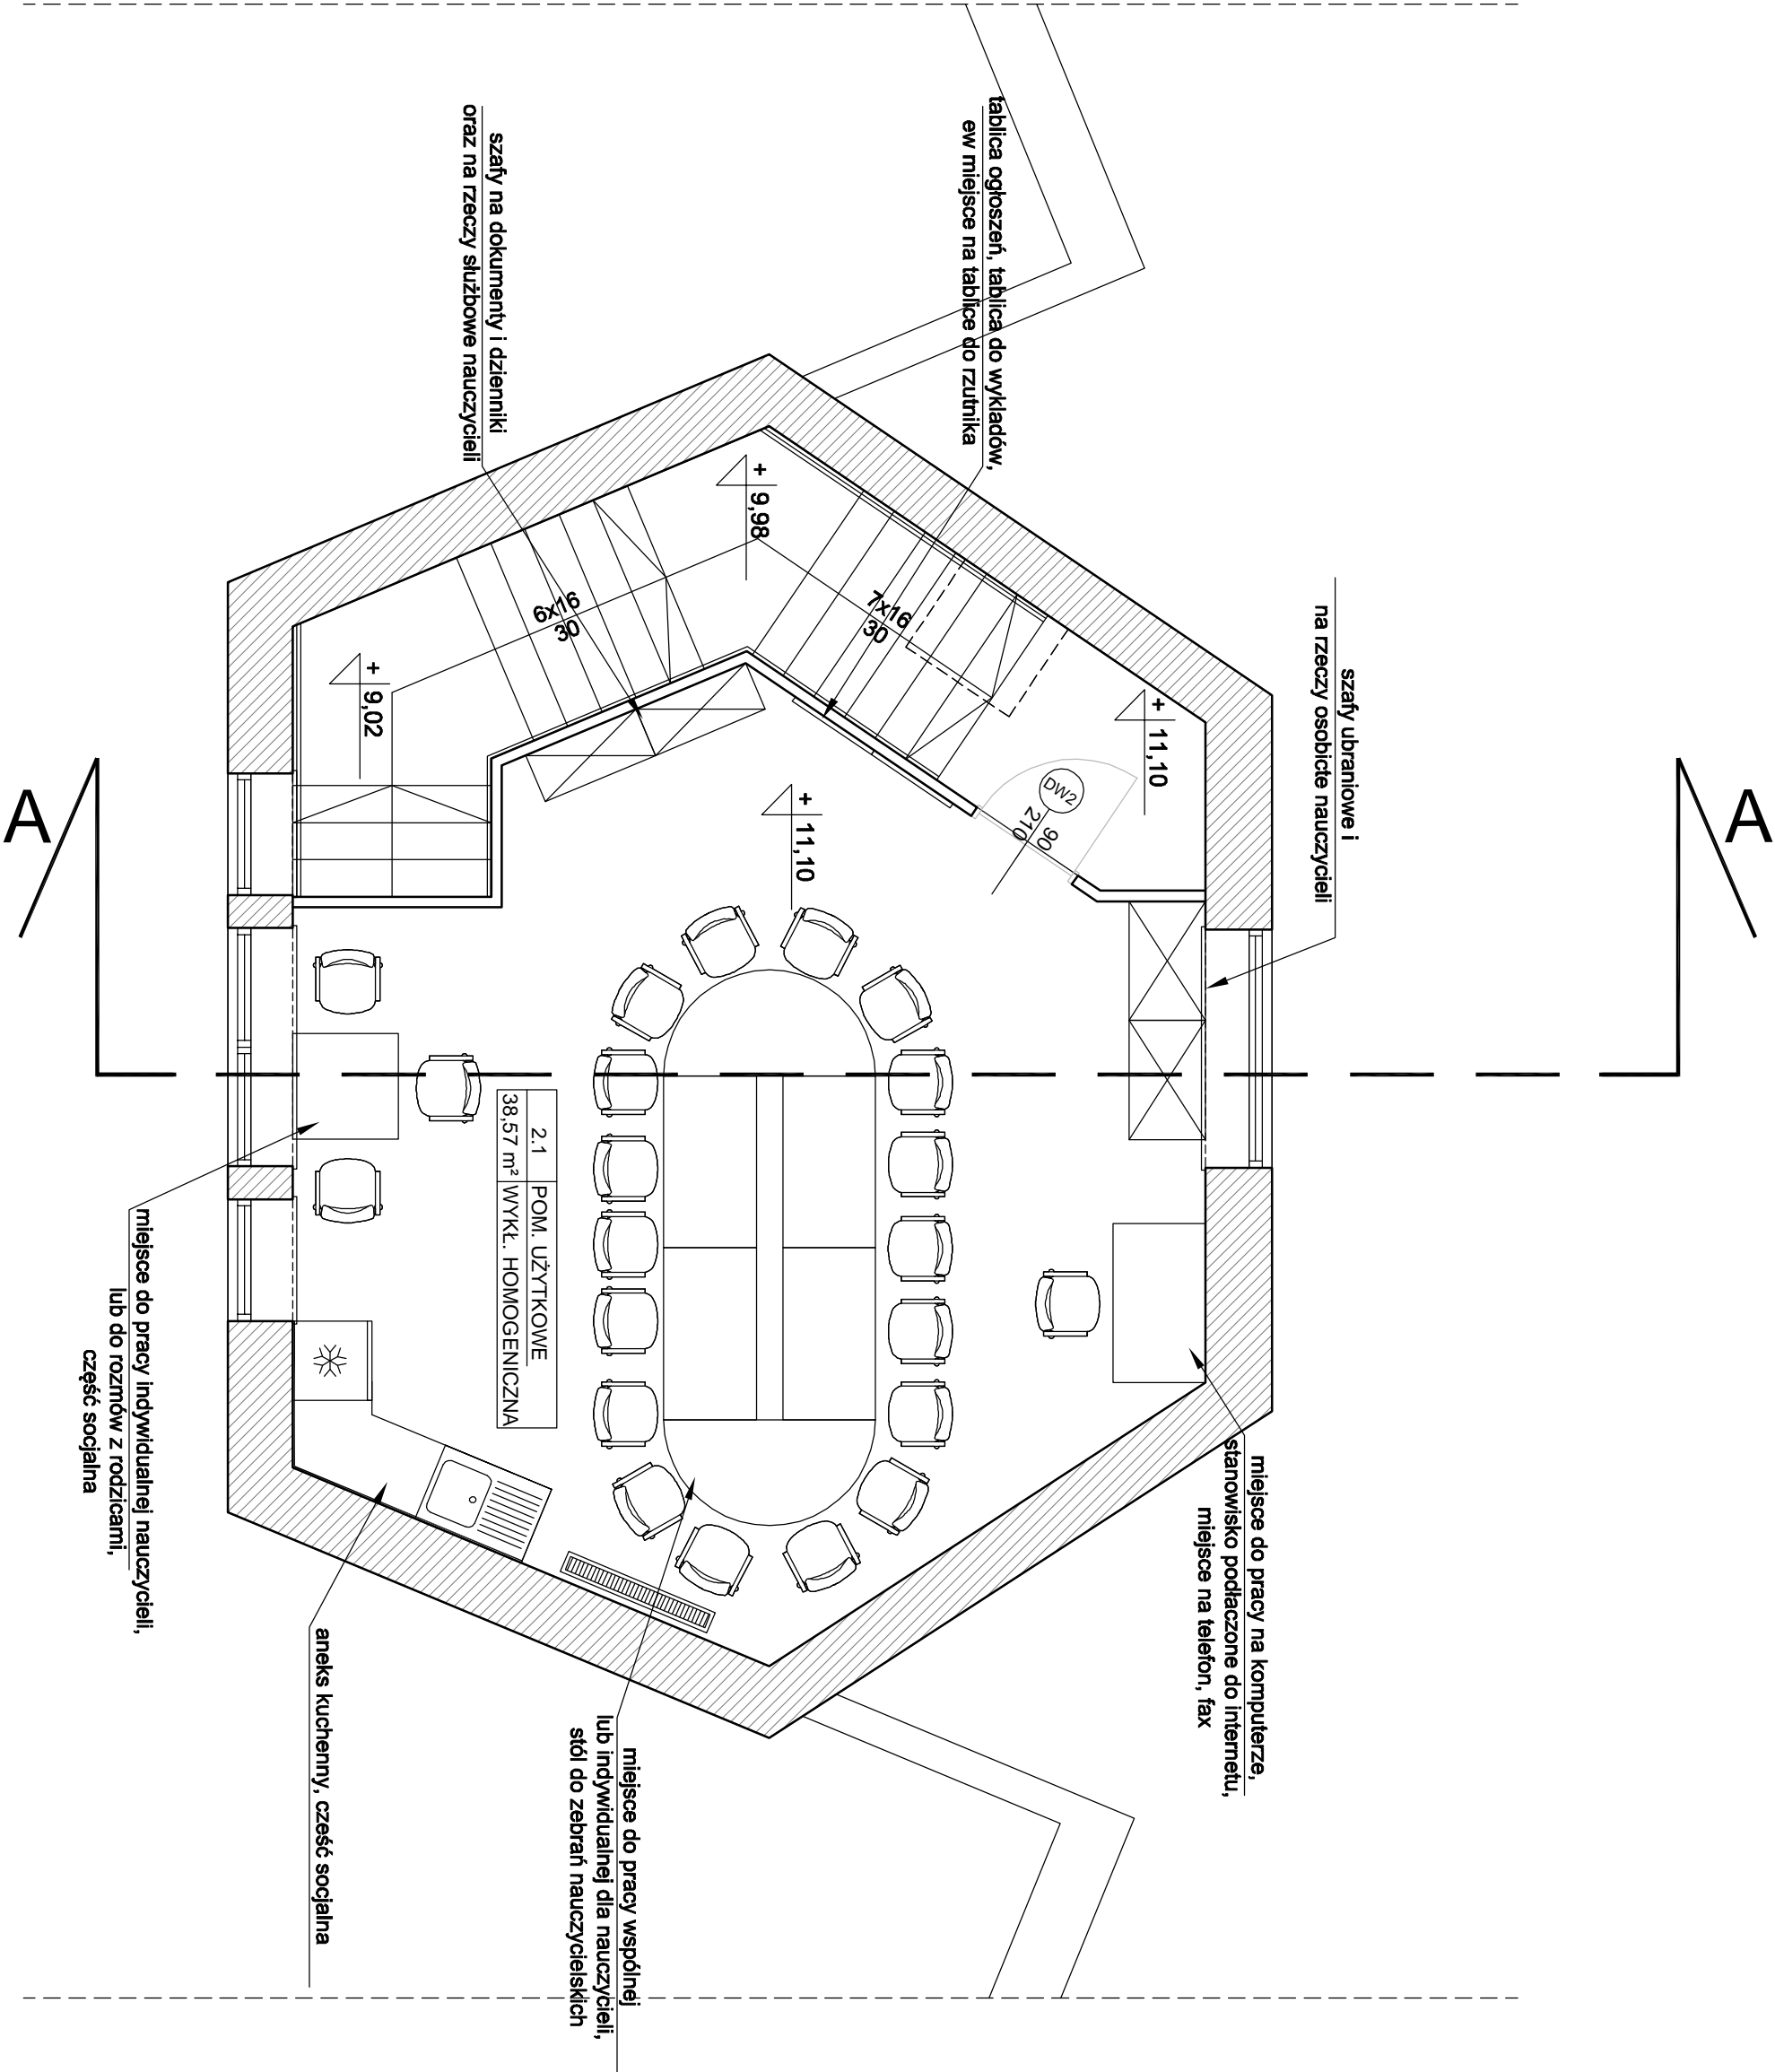 A
A
szafy ubraniowe i
na rzeczy osobicte nauczycieli
miejsce do pracy na komputerze,
stanowisko podłaczone do internetu,
miejsce na telefon, fax
tablica ogłoszeń, tablica do wykladów,
ew miejsce na tablice do rzutnika
szafy na dokumenty i dzienniki
oraz na rzeczy służbowe nauczycieli
+ 11,10
DW2
90
210
+ 9,98
7x16
30
+ 11,10
6x16
30
+ 9,02
2.1 POM. UŻYTKOWE
38,57 m² WYKŁ. HOMOGENICZNA
miejsce do pracy wspólnej
lub indywidualnej dla nauczycieli,
stól do zebrań nauczycielskich
aneks kuchenny, cześć socjalna
miejsce do pracy indywidualnej nauczycieli,
lub do rozmów z rodzicami,
część socjalna